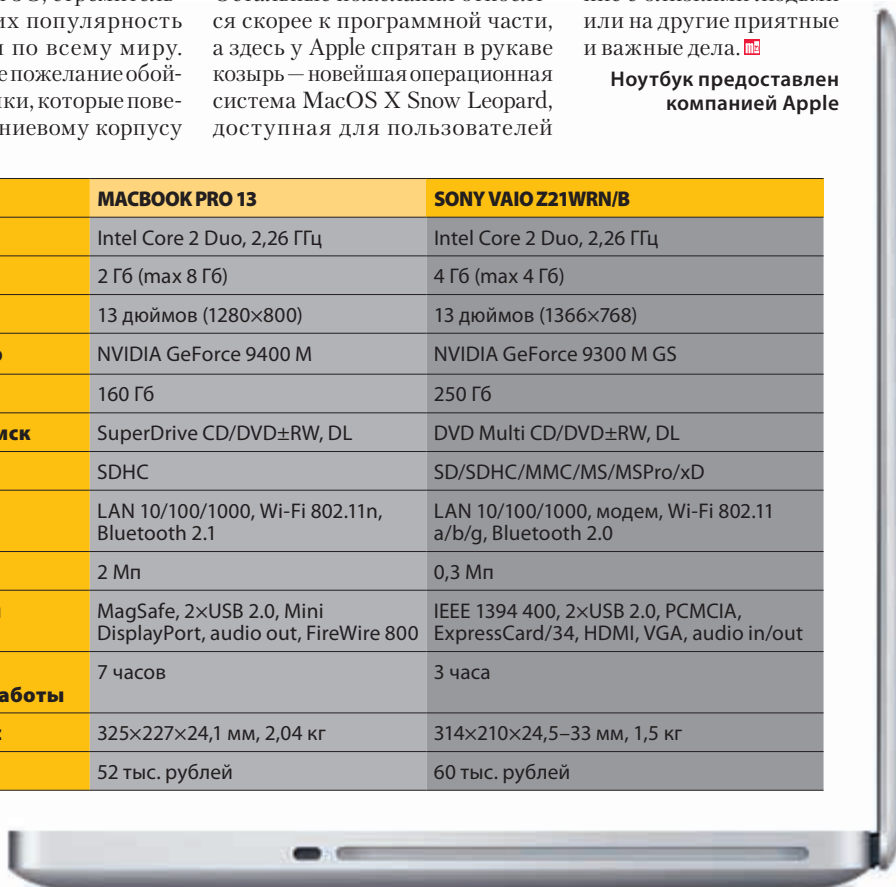 их популярность
по всему миру.
е пожелание обой-
ки, которые пове-
ниевому корпусу
ся скорее к программной части,
а здесь у Apple спрятан в рукаве
козырь — новейшая операционная
система MacOS X Snow Leopard,
доступная для пользователей
или на другие приятные
и важные дела.
Ноутбук предоставлен
компанией Apple
MACBOOK PRO 13 SONY VAIO Z21WRN/B
Intel Core 2 Duo, 2,26 ГГц Intel Core 2 Duo, 2,26 ГГц
2 Гб (max 8 Гб) 4 Гб (max 4 Гб)
13 дюймов (1280×800) 13 дюймов (1366×768)
NVIDIA GeForce 9400 M NVIDIA GeForce 9300 M GS
160 Гб 250 Гб
иск SuperDrive CD/DVD±RW, DL DVD Multi CD/DVD±RW, DL
SDHC SD/SDHC/MMC/MS/MSPro/xD
LAN 10/100/1000, Wi-Fi 802.11n, LAN 10/100/1000, модем, Wi-Fi 802.11
Bluetooth 2.1 a/b/g, Bluetooth 2.0
2 Мп 0,3 Мп
MagSafe, 2×USB 2.0, Mini IEEE 1394 400, 2×USB 2.0, PCMCIA,
DisplayPort, audio out, FireWire 800 ExpressCard/34, HDMI, VGA, audio in/out
7 часов 3 часа
аботы
325×227×24,1 мм, 2,04 кг 314×210×24,5–33 мм, 1,5 кг
52 тыс. рублей 60 тыс. рублей